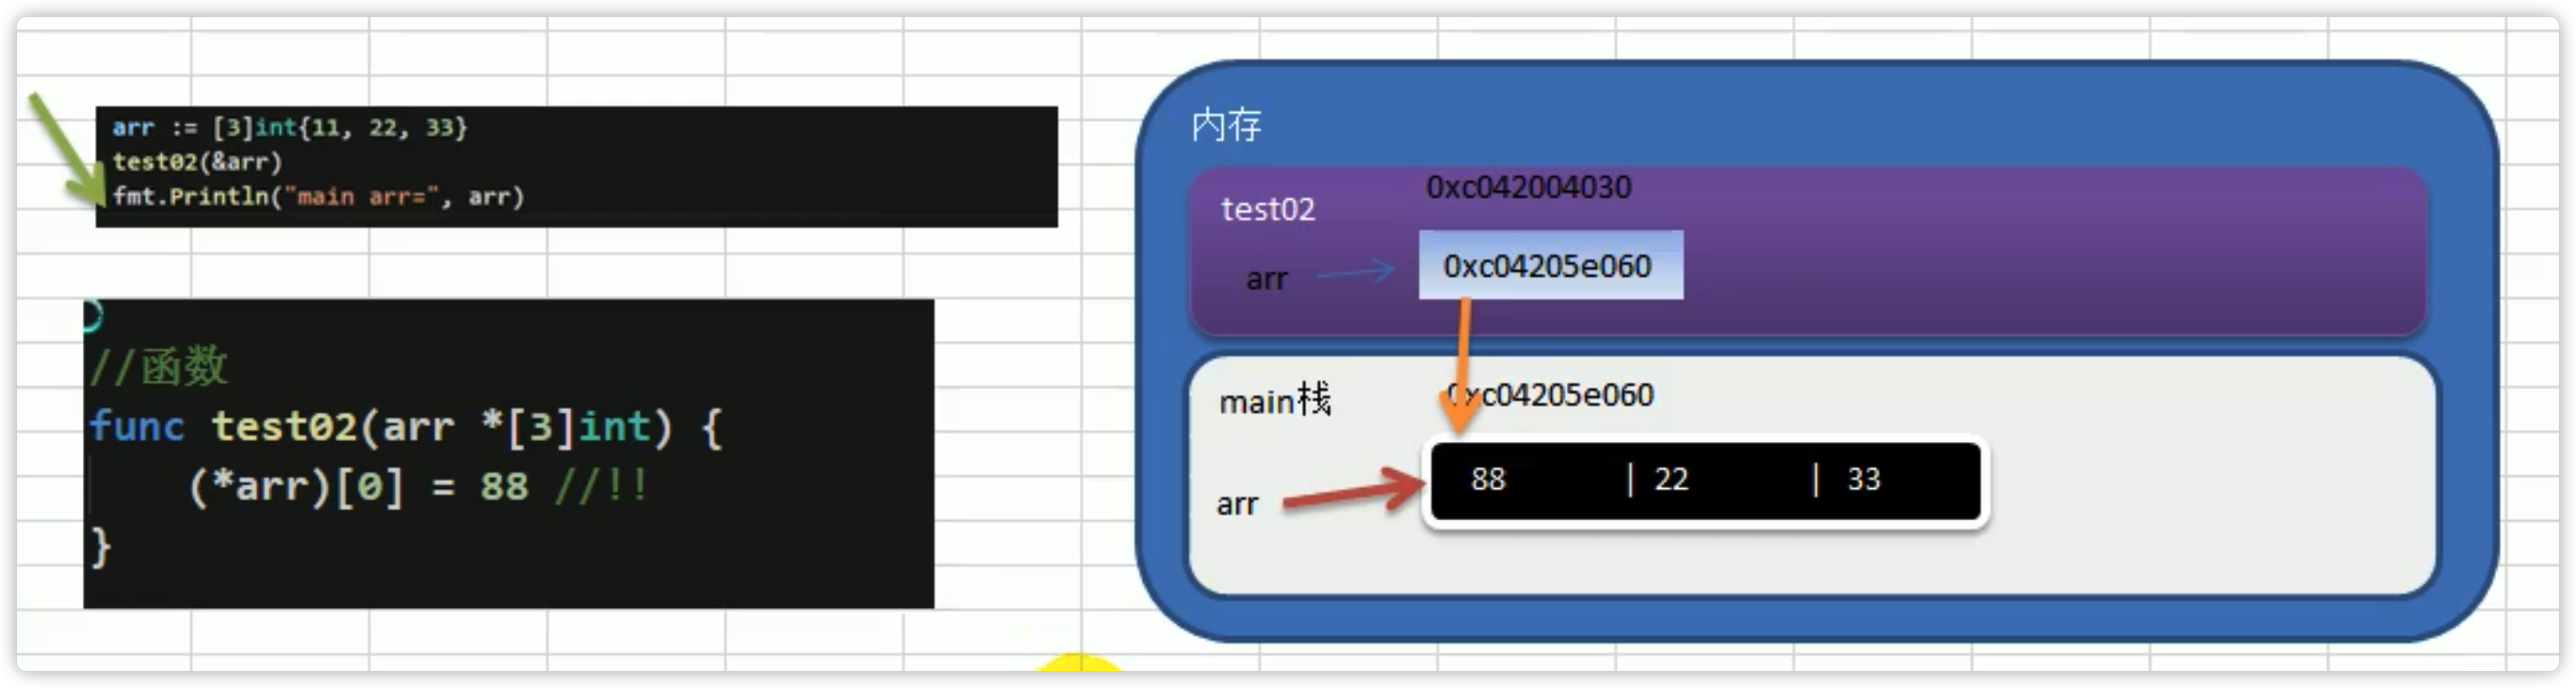 arr := [3]int{11, 22, 33}
test02(&arr)
fmt.Println("main arr=", arr)
//函数
func test02(arr *[3]int) {
(*arr)[0] = 88 //!!
}
内存
0xc042004030
test02
arr
0xc04205e060
main栈
0xc04205e060
88 | 22 | 33
arr